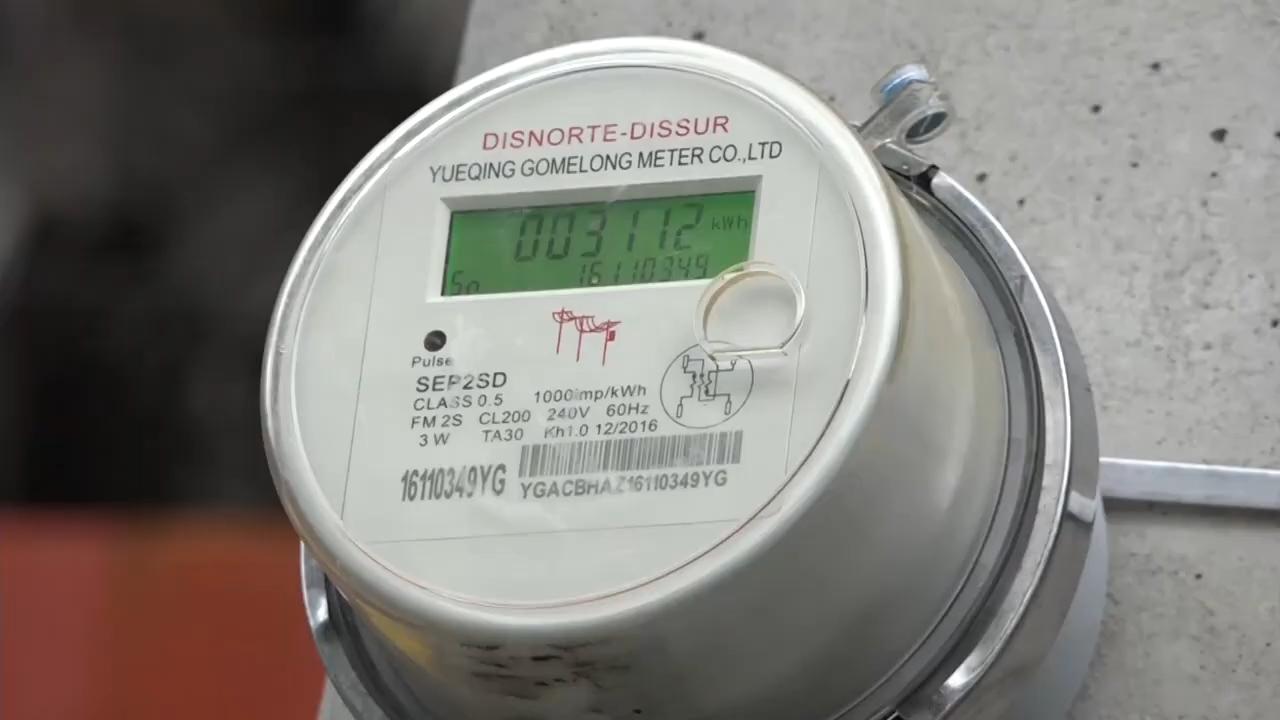 DISNORTE-DISSUR
YUEQING GOMELONG METER CO.,LTD
003112 kWh
Sn 16110349
Pulse
SEP2SD
CLASS 0.5 1000imp/kWh
FM 2S CL200 240V 60Hz
3 W TA30 Kh1.0 12/2016
16110349YG
YGACBHAZ16110349YG